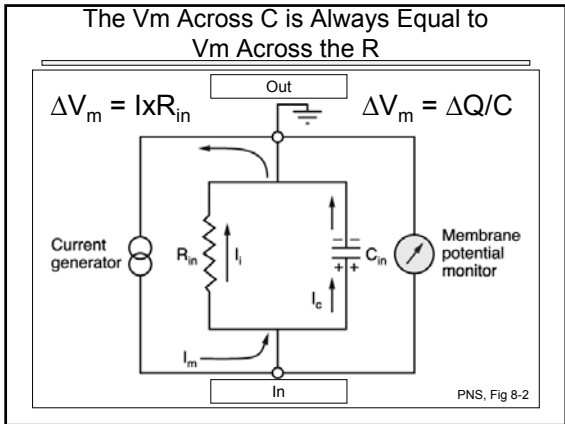 The Vm Across C is Always Equal to
Vm Across the R
Out
ΔVm = IxRin
ΔVm = ΔQ/C
Current
generator
Rin
Ii
Cin
Ic
Membrane
potential
monitor
Im
In
PNS, Fig 8-2